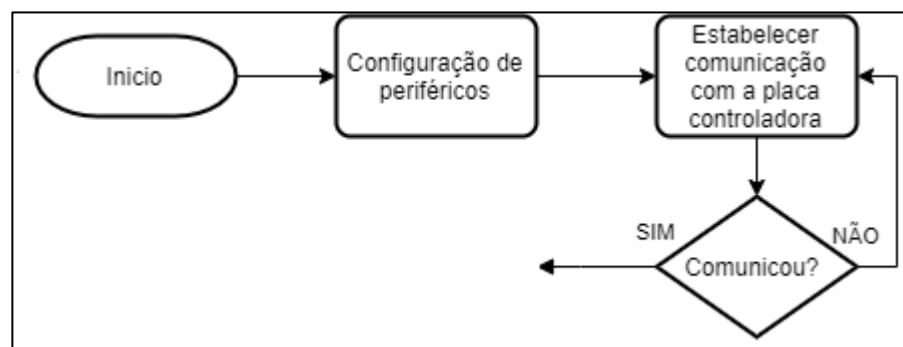 Inicio
Configuração de
periféricos
Estabelecer
comunicação
com a placa
controladora
SIM
NÃO
Comunicou?